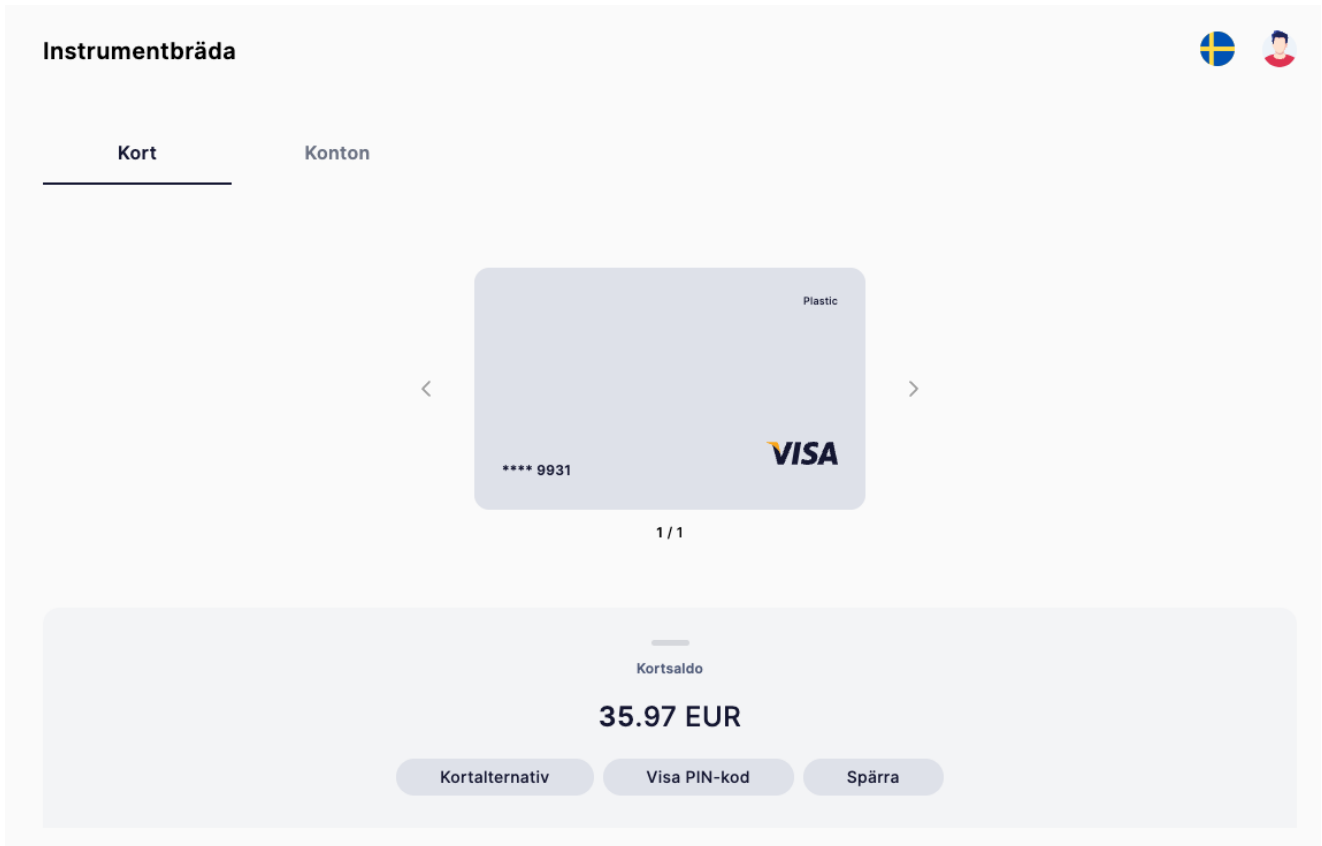 Instrumentbräda
Kort Konton
Plastic
VISA
**** 9931
1 / 1
Kortsaldo
35.97 EUR
Kortalternativ Visa PIN-kod Spärra